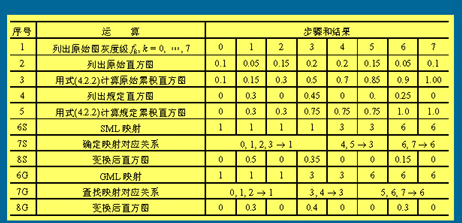 序号 运 算 步骤和结果
1 列出原始图灰度级 fk, k = 0, …, 7 0 1 2 3 4 5 6 7
2 列出原始直方图 0.1 0.05 0.15 0.2 0.2 0.15 0.05 0.1
3 用式(4.2.2)计算原始累积直方图 0.1 0.15 0.3 0.5 0.7 0.85 0.9 1.00
4 列出规定直方图 0 0.3 0 0.45 0 0. 0.25 0
5 用式(4.2.2)计算规定累积直方图 0 0.3 0.3 0.75 0.75 0.75 1.0 1.0
6S SML 映射 1 1 1 1 3 3 6 6
7S 确定映射对应关系 0, 1, 2, 3 → 1 4, 5 → 3 6, 7 → 6
8S 变换后直方图 0 0.5 0 0.35 0 0 0.15 0
6G GML 映射 1 1 1 3 3 6 6 6
7G 查找映射对应关系 0, 1, 2 → 1 3, 4 → 3 5, 6, 7 → 6
8G 变换后直方图 0 0.3 0 0.4 0 0 0.3 0